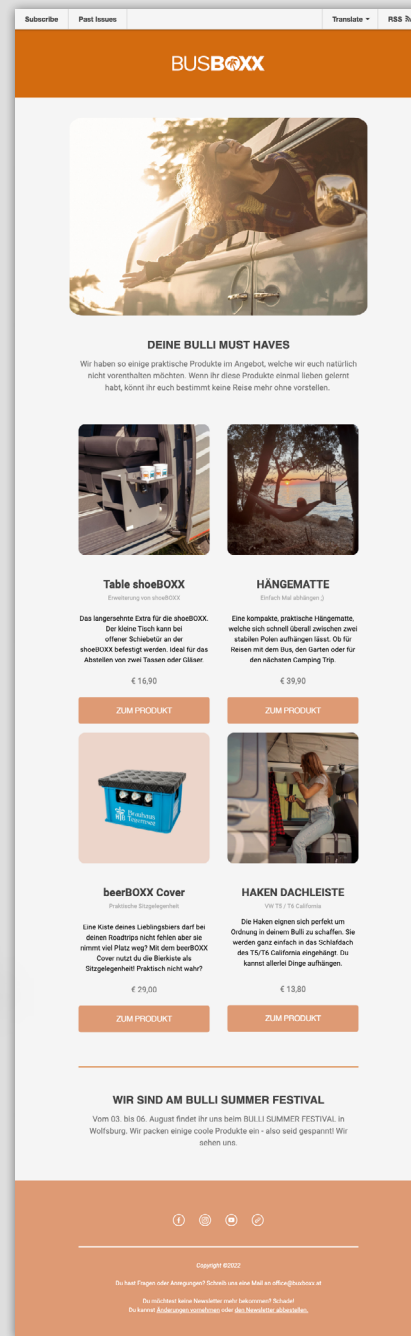 Subscribe Past Issues Translate RSS
BUSBOXX
DEINE BULLI MUST HAVES
Wir haben so einige praktische Produkte im Angebot, welche wir euch natürlich
nicht vorenthalten möchten. Wenn ihr diese Produkte einmal lieben gelernt
habt, könnt ihr euch bestimmt keine Reise mehr ohne vorstellen.
Table shoeBOXX
Erweiterung von shoeBOXX
Das langersehnte Extra für die shoeBOXX.
Der kleine Tisch kann bei
offener Schiebetür an der
shoeBOXX befestigt werden. Ideal für das
Abstellen von zwei Tassen oder Gläser.
€ 16,90
ZUM PRODUKT
HÄNGEMATTE
Einfach Mal abhängen ;)
Eine kompakte, praktische Hängematte,
welche sich schnell überall zwischen zwei
stabilen Polen aufhängen lässt. Ob für
Reisen mit dem Bus, den Garten oder für
den nächsten Camping Trip.
€ 39,90
ZUM PRODUKT
beerBOXX Cover
Praktische Sitzgelegenheit
Eine Kiste deines Lieblingsbiers darf bei
deinen Roadtrips nicht fehlen aber sie
nimmt viel Platz weg? Mit dem beerBOXX
Cover nutzt du die Bierkiste als
Sitzgelegenheit! Praktisch nicht wahr?
€ 29,00
ZUM PRODUKT
HAKEN DACHLEISTE
VW T5 / T6 California
Die Haken eignen sich perfekt um
Ordnung in deinem Bulli zu schaffen. Sie
werden ganz einfach in das Schlafdach
des T5/T6 California eingehängt. Du
kannst allerlei Dinge aufhängen.
€ 13,80
ZUM PRODUKT
WIR SIND AM BULLI SUMMER FESTIVAL
Vom 03. bis 06. August findet ihr uns beim BULLI SUMMER FESTIVAL in
Wolfsburg. Wir packen einige coole Produkte ein - also seid gespannt! Wir
sehen uns.
Copyright ©2022
Du hast Fragen oder Anregungen? Schreib uns eine Mail an office@busboxx.at
Du möchtest keine Newsletter mehr bekommen? Schade!
Du kannst Änderungen vornehmen oder den Newsletter abbestellen.